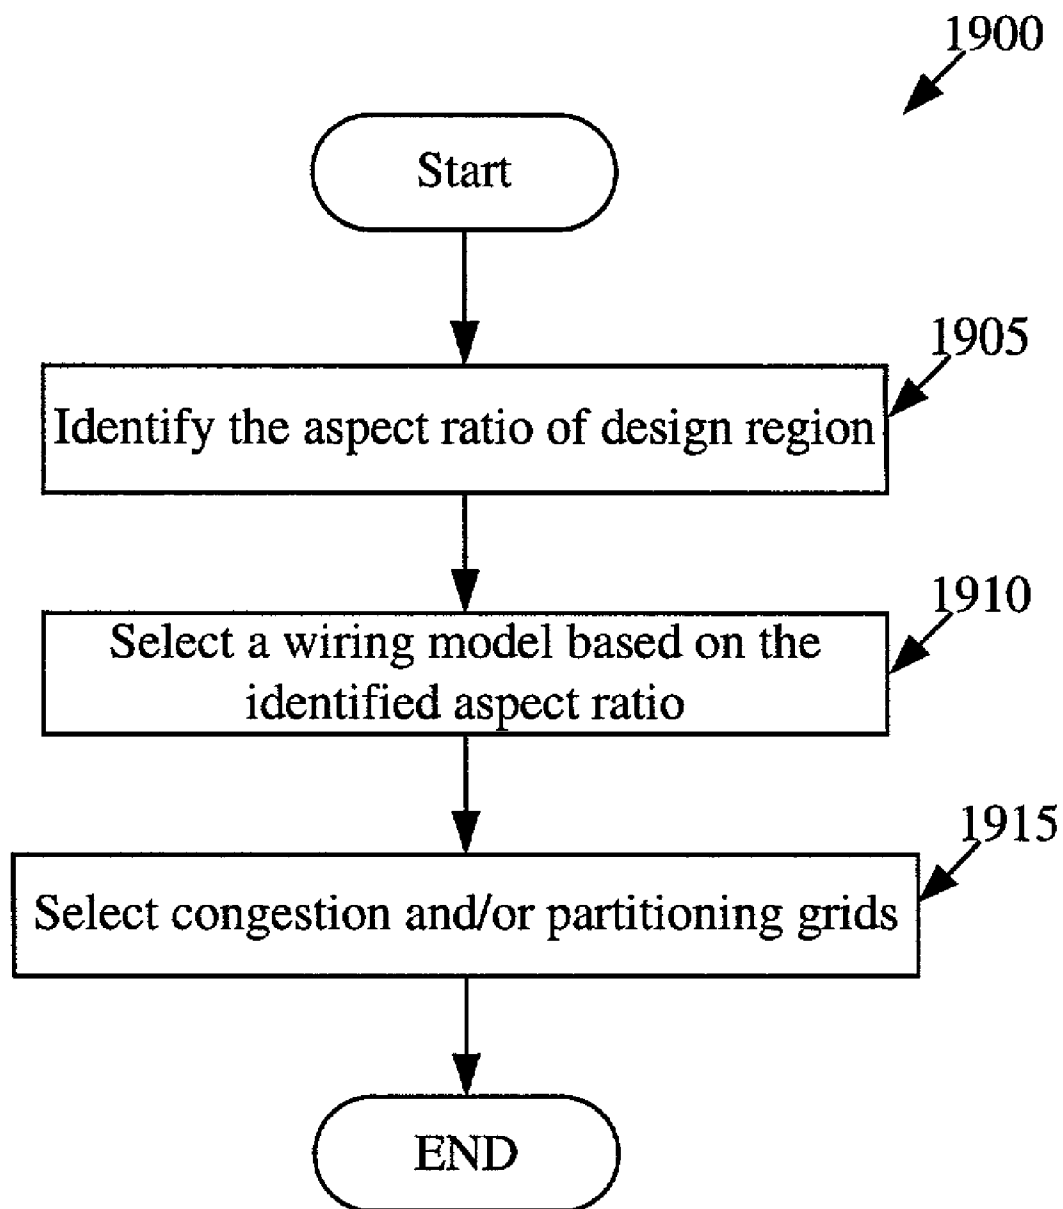 1900
Start
1905
Identify the aspect ratio of design region
1910
Select a wiring model based on the
identified aspect ratio
1915
Select congestion and/or partitioning grids
END